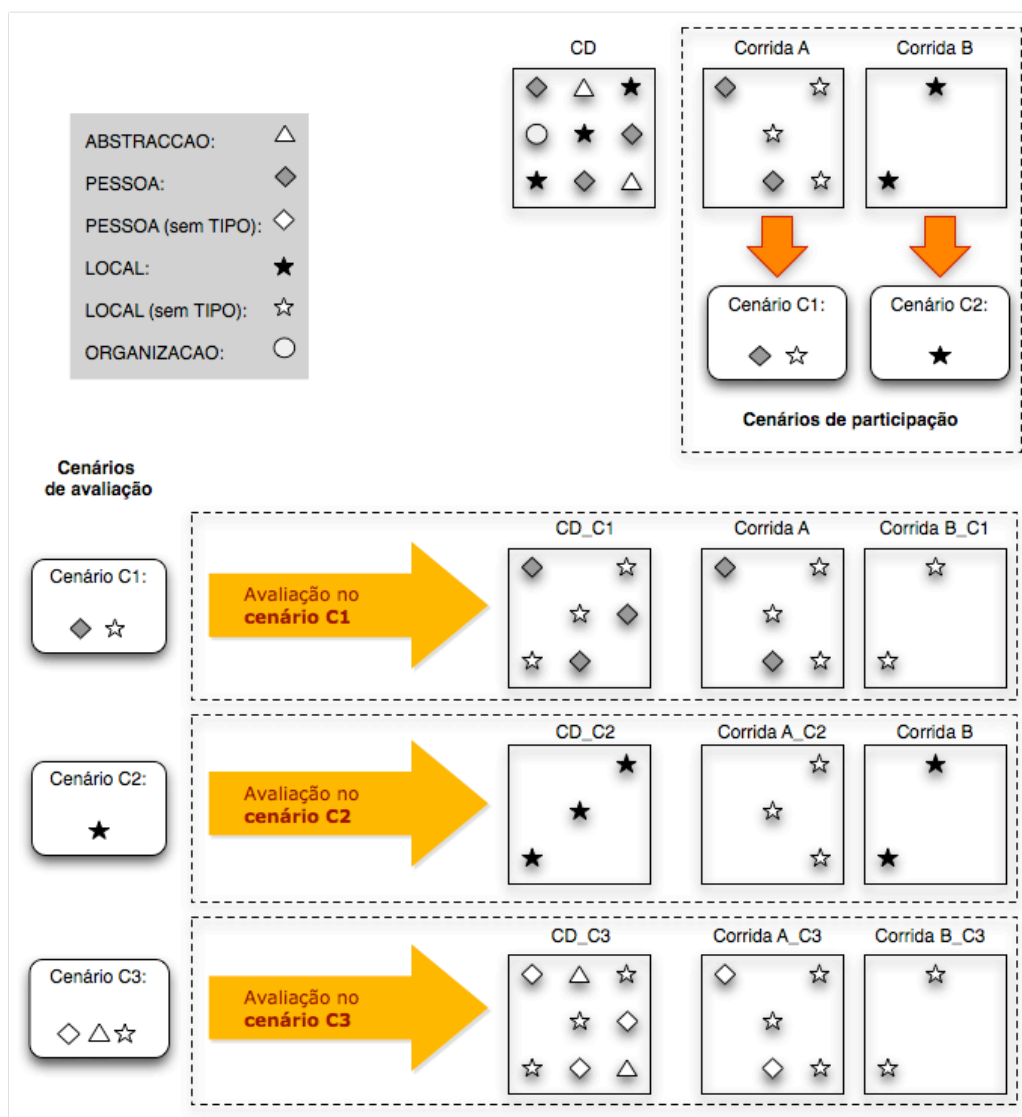 CD
Corrida A
Corrida B
ABSTRACCAO:
PESSOA:
PESSOA (sem TIPO):
LOCAL:
LOCAL (sem TIPO):
ORGANIZACAO:
Cenário C1:
Cenário C2:
Cenários de participação
Cenários
de avaliação
CD_C1
Corrida A
Corrida B_C1
Cenário C1:
Avaliação no
cenário C1
CD_C2
Corrida A_C2
Corrida B
Cenário C2:
Avaliação no
cenário C2
CD_C3
Corrida A_C3
Corrida B_C3
Cenário C3:
Avaliação no
cenário C3